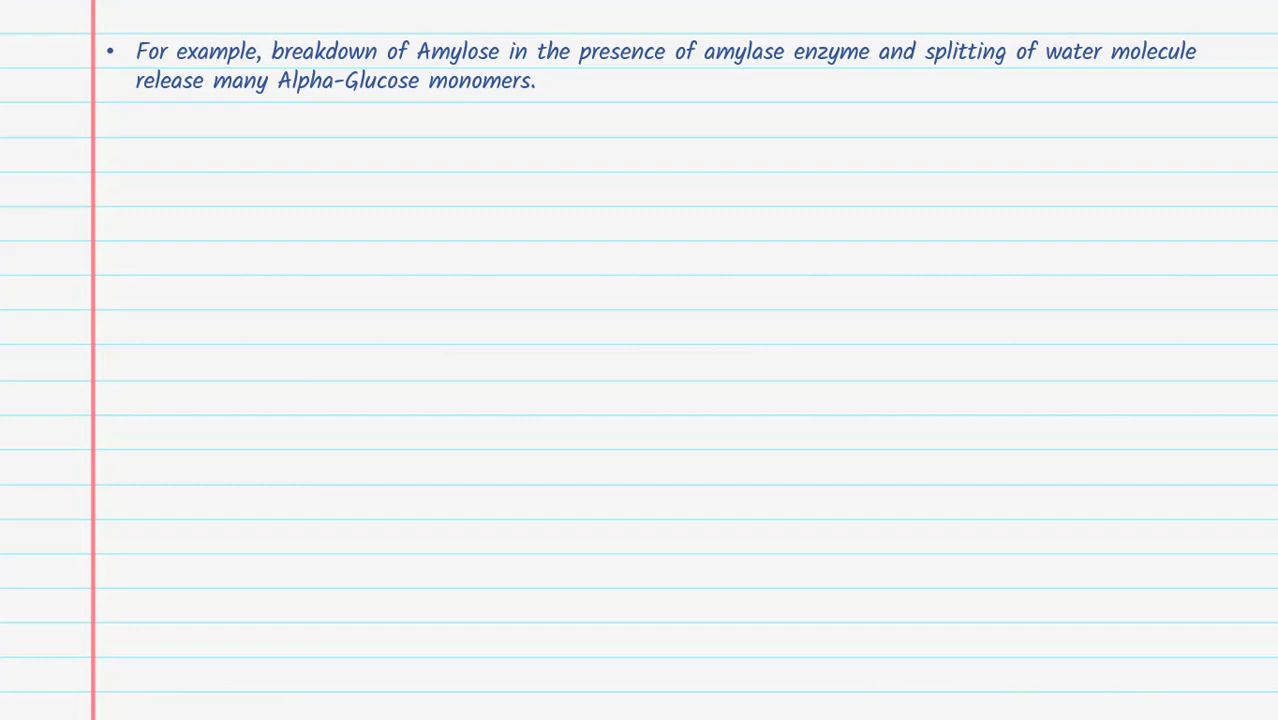 • For example, breakdown of Amylose in the presence of amylase enzyme and splitting of water molecule
release many Alpha-Glucose monomers.